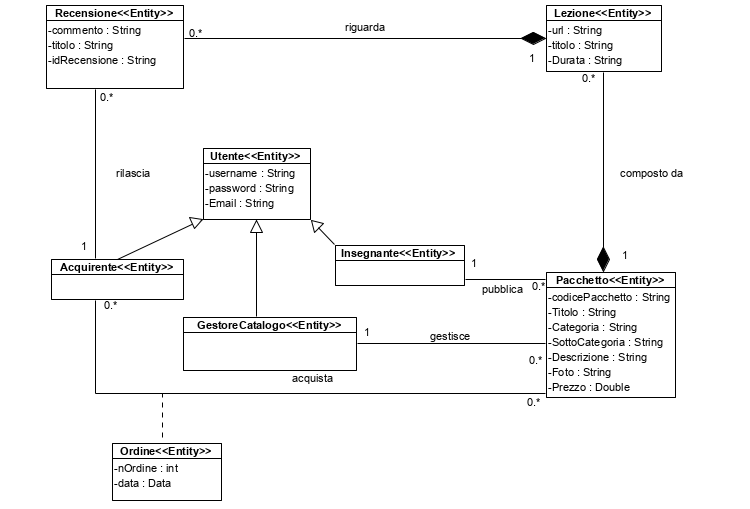 Recensione<<Entity>>
-commento : String
-titolo : String
-idRecensione : String
0.*
riguarda
1
Lezione<<Entity>>
-url : String
-titolo : String
-Durata : String
0.*
0.*
rilascia
1
composto da
1
Utente<<Entity>>
-username : String
-password : String
-Email : String
Acquirente<<Entity>>
0.*
Insegnante<<Entity>>
1
pubblica
0.*
GestoreCatalogo<<Entity>>
1
gestisce
0.*
Pacchetto<<Entity>>
-codicePacchetto : String
-Titolo : String
-Categoria : String
-SottoCategoria : String
-Descrizione : String
-Foto : String
-Prezzo : Double
acquista
0.*
Ordine<<Entity>>
-nOrdine : int
-data : Data